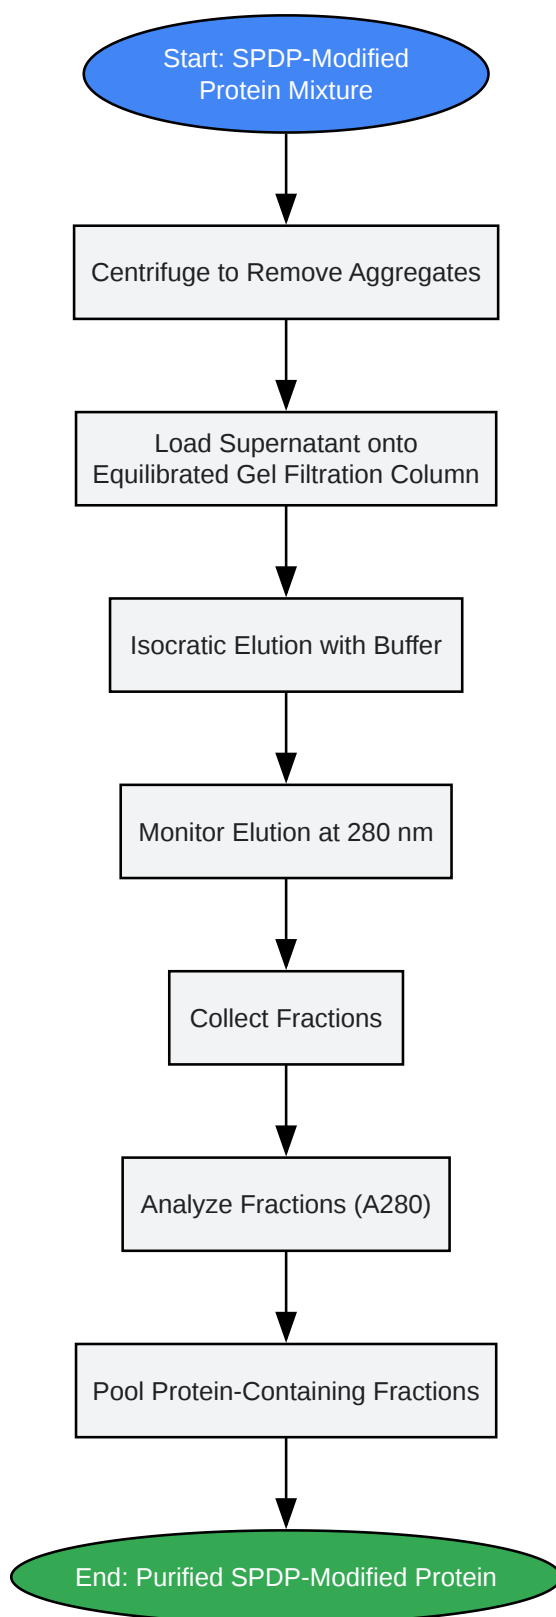 Start: SPDP-Modified
Protein Mixture
Centrifuge to Remove Aggregates
Load Supernatant onto
Equilibrated Gel Filtration Column
Isocratic Elution with Buffer
Monitor Elution at 280 nm
Collect Fractions
Analyze Fractions (A280)
Pool Protein-Containing Fractions
End: Purified SPDP-Modified Protein